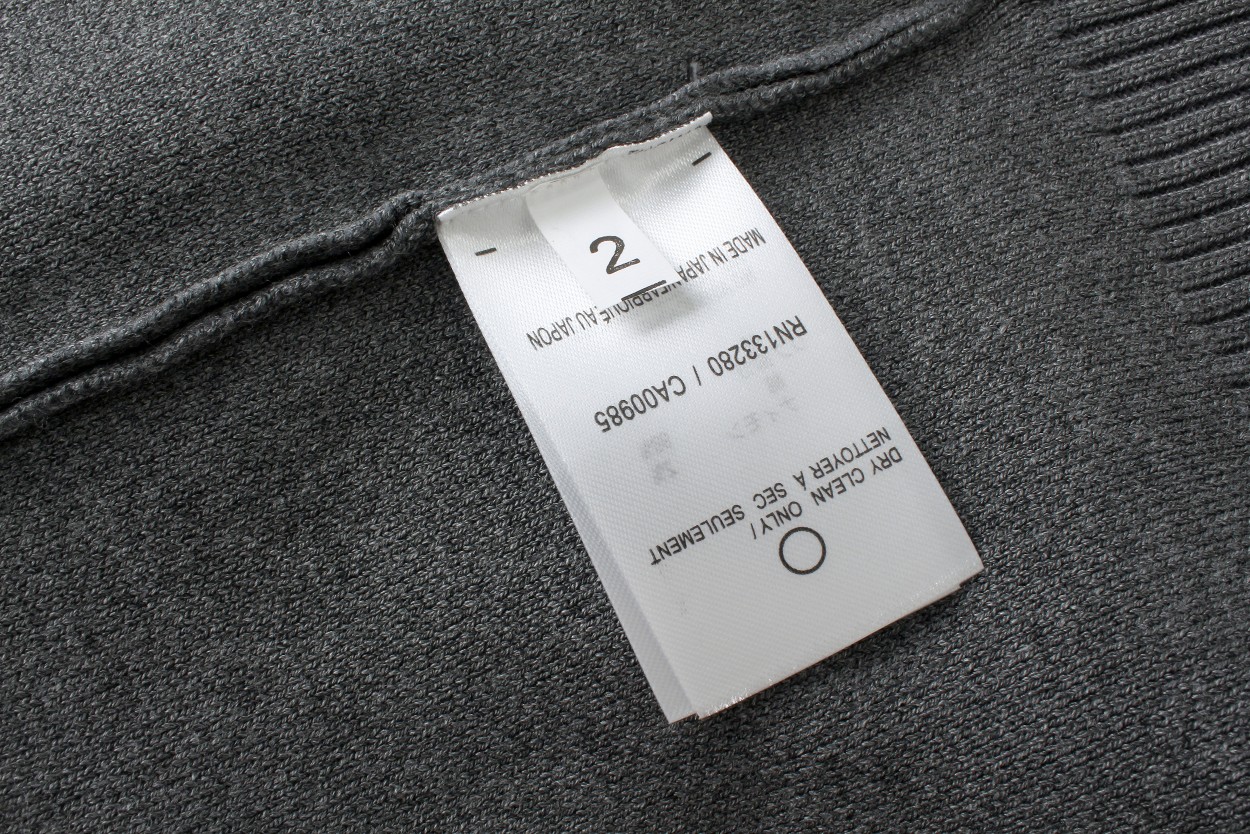 2
DRY CLEAN ONLY/
NETTOYER À SEC SEULEMENT
RN133280 / CA00985
MADE IN JAPAN/FABRIQUÉ AU JAPON